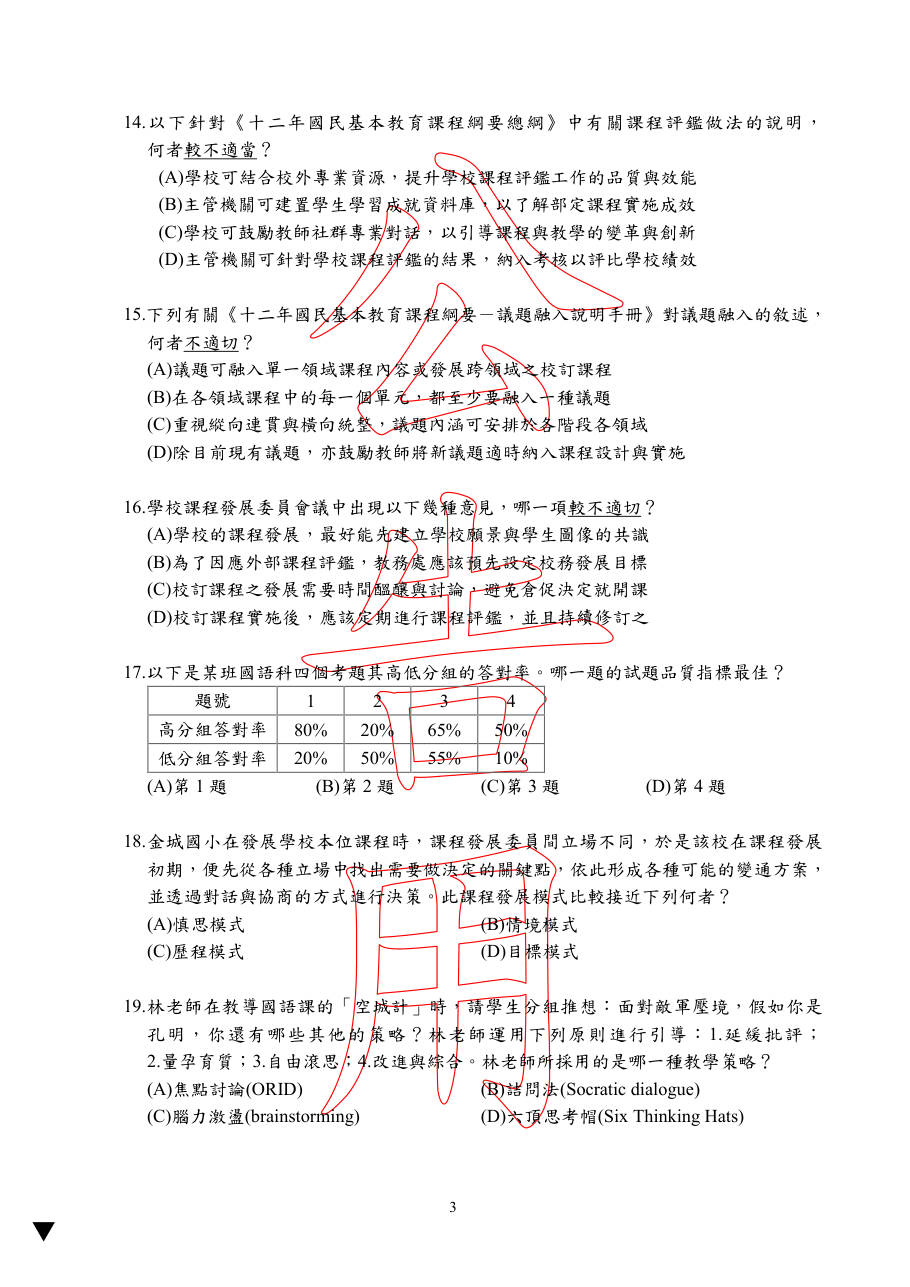 14.以下針對《十二年國民基本教育課程綱要總綱》中有關課程評鑑做法的說明，
何者較不適當？
(A)學校可結合校外專業資源，提升學校課程評鑑工作的品質與效能
(B)主管機關可建置學生學習成就資料庫，以了解部定課程實施成效
(C)學校可鼓勵教師社群專業對話，以引導課程與教學的變革與創新
(D)主管機關可針對學校課程評鑑的結果，納入考核以評比學校績效
15.下列有關《十二年國民基本教育課程綱要－議題融入說明手冊》對議題融入的敘述，
何者不適切？
(A)議題可融入單一領域課程內容或發展跨領域之校訂課程
(B)在各領域課程中的每一個單元，都至少要融入一種議題
(C)重視縱向連貫與橫向統整，議題內涵可安排於各階段各領域
(D)除目前現有議題，亦鼓勵教師將新議題適時納入課程設計與實施
16.學校課程發展委員會議中出現以下幾種意見，哪一項較不適切？
(A)學校的課程發展，最好能先建立學校願景與學生圖像的共識
(B)為了因應外部課程評鑑，教務處應該預先設定校務發展目標
(C)校訂課程之發展需要時間醞釀與討論，避免倉促決定就開課
(D)校訂課程實施後，應該定期進行課程評鑑，並且持續修訂之
17.以下是某班國語科四個考題其高低分組的答對率。哪一題的試題品質指標最佳？
題號 1 2 3 4
高分組答對率 80% 20% 65% 50%
低分組答對率 20% 50% 55% 10%
(A)第 1 題 (B)第 2 題 (C)第 3 題 (D)第 4 題
18.金城國小在發展學校本位課程時，課程發展委員間立場不同，於是該校在課程發展
初期，便先從各種立場中找出需要做決定的關鍵點，依此形成各種可能的變通方案，
並透過對話與協商的方式進行決策。此課程發展模式比較接近下列何者？
(A)慎思模式 (B)情境模式
(C)歷程模式 (D)目標模式
19.林老師在教導國語課的「空城計」時，請學生分組推想：面對敵軍壓境，假如你是
孔明，你還有哪些其他的策略？林老師運用下列原則進行引導：1.延緩批評；
2.量孕育質；3.自由滾思；4.改進與綜合。林老師所採用的是哪一種教學策略？
(A)焦點討論(ORID) (B)詰問法(Socratic dialogue)
(C)腦力激盪(brainstorming) (D)六頂思考帽(Six Thinking Hats)
公告用
3